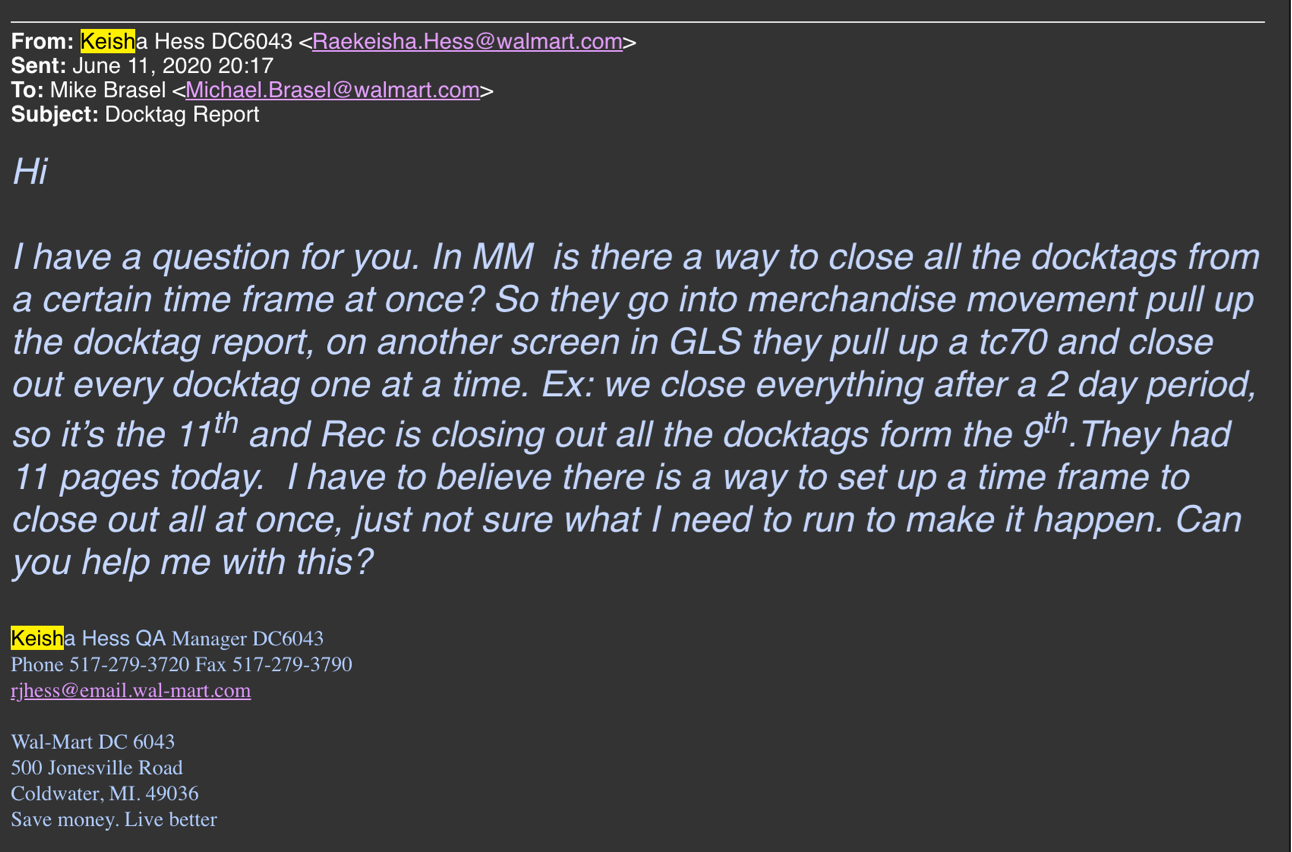 From: Keisha Hess DC6043 <Raekeisha.Hess@walmart.com>
Sent: June 11, 2020 20:17
To: Mike Brasel <Michael.Brasel@walmart.com>
Subject: Docktag Report
Hi
I have a question for you. In MM  is there a way to close all the docktags from
a certain time frame at once? So they go into merchandise movement pull up
the docktag report, on another screen in GLS they pull up a tc70 and close
out every docktag one at a time. Ex: we close everything after a 2 day period,
so it’s the 11th and Rec is closing out all the docktags form the 9th.They had
11 pages today.  I have to believe there is a way to set up a time frame to
close out all at once, just not sure what I need to run to make it happen. Can
you help me with this?
Keisha Hess QA Manager DC6043
Phone 517-279-3720 Fax 517-279-3790
rjhess@email.wal-mart.com
Wal-Mart DC 6043
500 Jonesville Road
Coldwater, MI. 49036
Save money. Live better